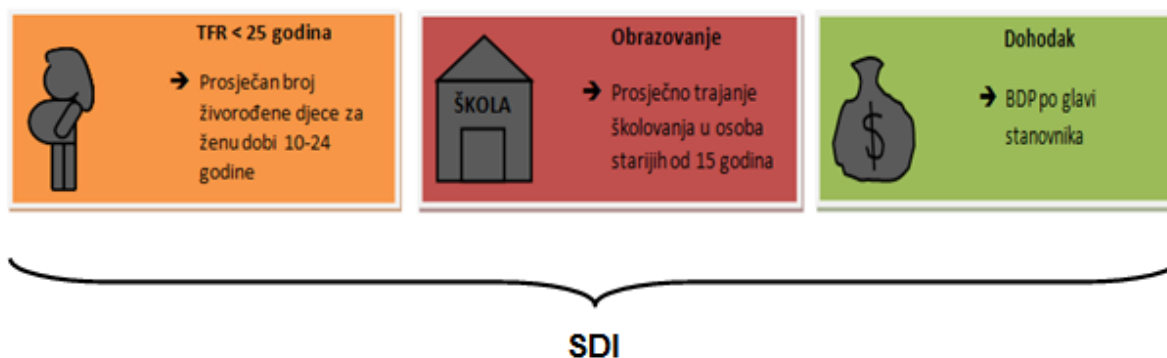 TFR < 25 godina
➔ Prosječan broj
živorođene djece za
ženu dobi 10-24
godine
ŠKOLA
Obrazovanje
➔ Prosječno trajanje
školovanja u osoba
starijih od 15 godina
$
Dohodak
➔ BDP po glavi
stanovnika
SDI